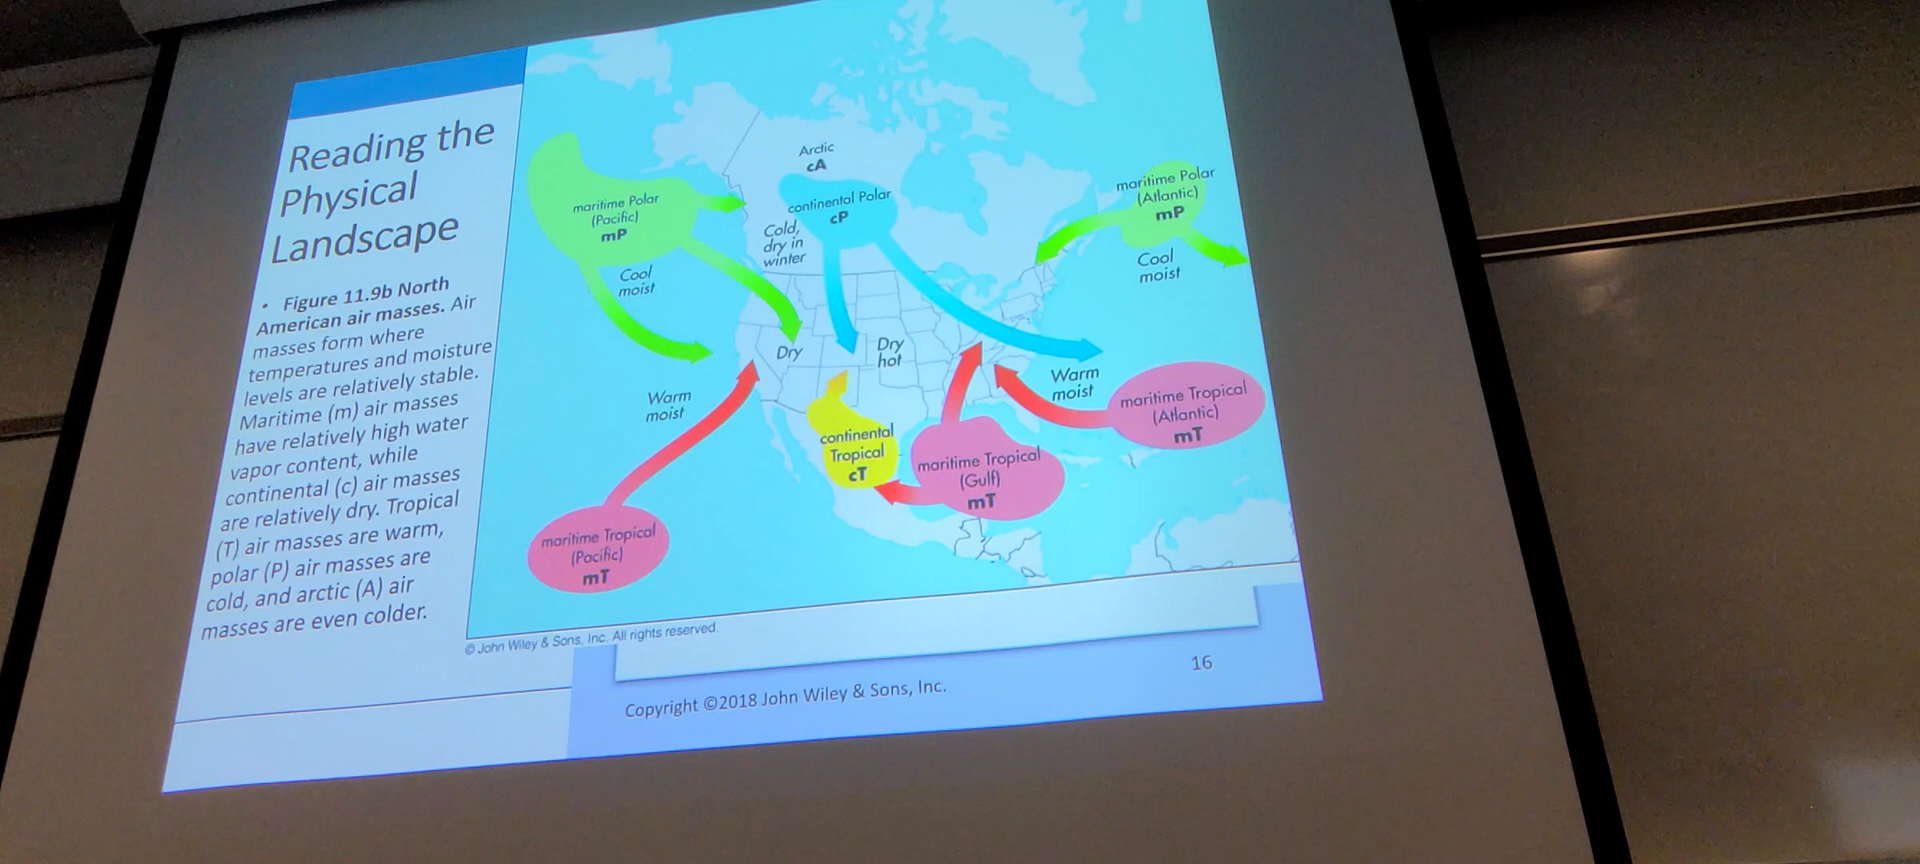 Reading the
Physical
Landscape
• Figure 11.9b North
American air masses. Air
masses form where
temperatures and moisture
levels are relatively stable.
Maritime (m) air masses
have relatively high water
vapor content, while
continental (c) air masses
are relatively dry. Tropical
(T) air masses are warm,
polar (P) air masses are
cold, and arctic (A) air
masses are even colder.
Arctic
cA
continental Polar
cP
Cold,
dry in
winter
maritime Polar
(Pacific)
mP
Cool
moist
maritime Polar
(Atlantic)
mP
Cool
moist
Dry
Dry
hot
Warm
moist
Warm
moist
maritime Tropical
(Atlantic)
mT
continental
Tropical
cT
maritime Tropical
(Gulf)
mT
maritime Tropical
(Pacific)
mT
© John Wiley & Sons, Inc. All rights reserved.
Copyright ©2018 John Wiley & Sons, Inc.
16